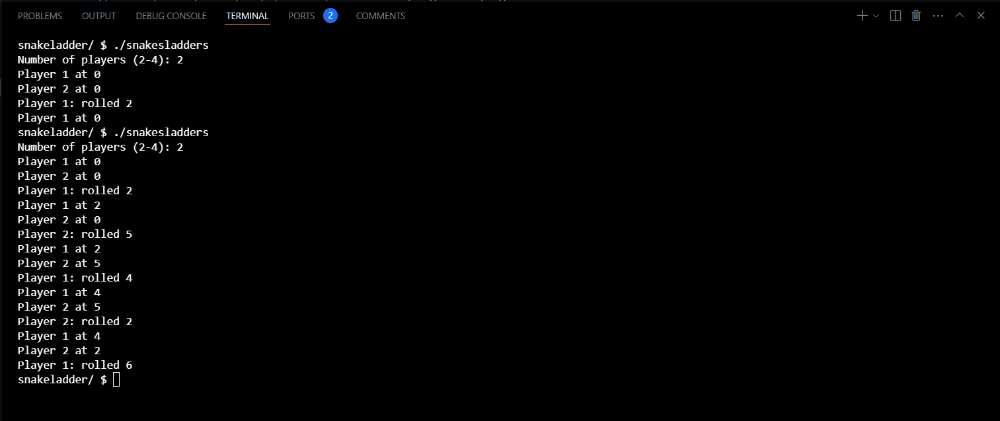 PROBLEMS OUTPUT DEBUG CONSOLE TERMINAL PORTS 2 COMMENTS
snakeladder/ $ ./snakesladders
Number of players (2-4): 2
Player 1 at 0
Player 2 at 0
Player 1: rolled 2
Player 1 at 0
snakeladder/ $ ./snakesladders
Number of players (2-4): 2
Player 1 at 0
Player 2 at 0
Player 1: rolled 2
Player 1 at 2
Player 2 at 0
Player 2: rolled 5
Player 1 at 2
Player 2 at 5
Player 1: rolled 4
Player 1 at 4
Player 2 at 5
Player 2: rolled 2
Player 1 at 4
Player 2 at 2
Player 1: rolled 6
snakeladder/ $